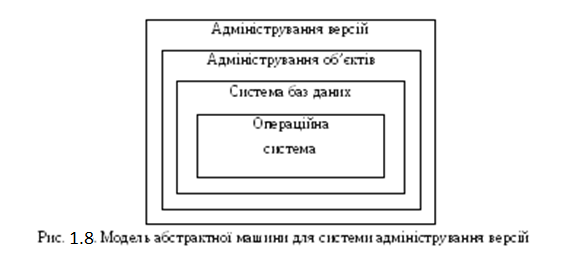 Адміністрування версій
Адміністрування об’єктів
Система баз даних
Операційна
система
Рис. 1.8. Модель абстрактної машини для системи адміністрування версій